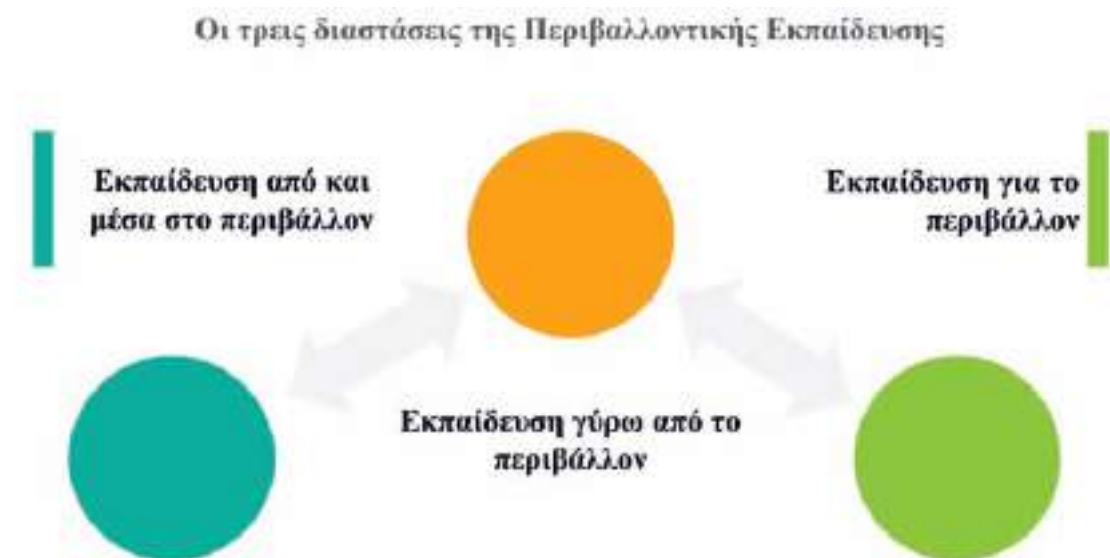 Οι τρεις διαστάσεις της Περιβαλλοντικής Εκπαίδευσης
Εκπαίδευση από και
μέσα στο περιβάλλον
Εκπαίδευση για το
περιβάλλον
Εκπαίδευση γύρω από το
περιβάλλον